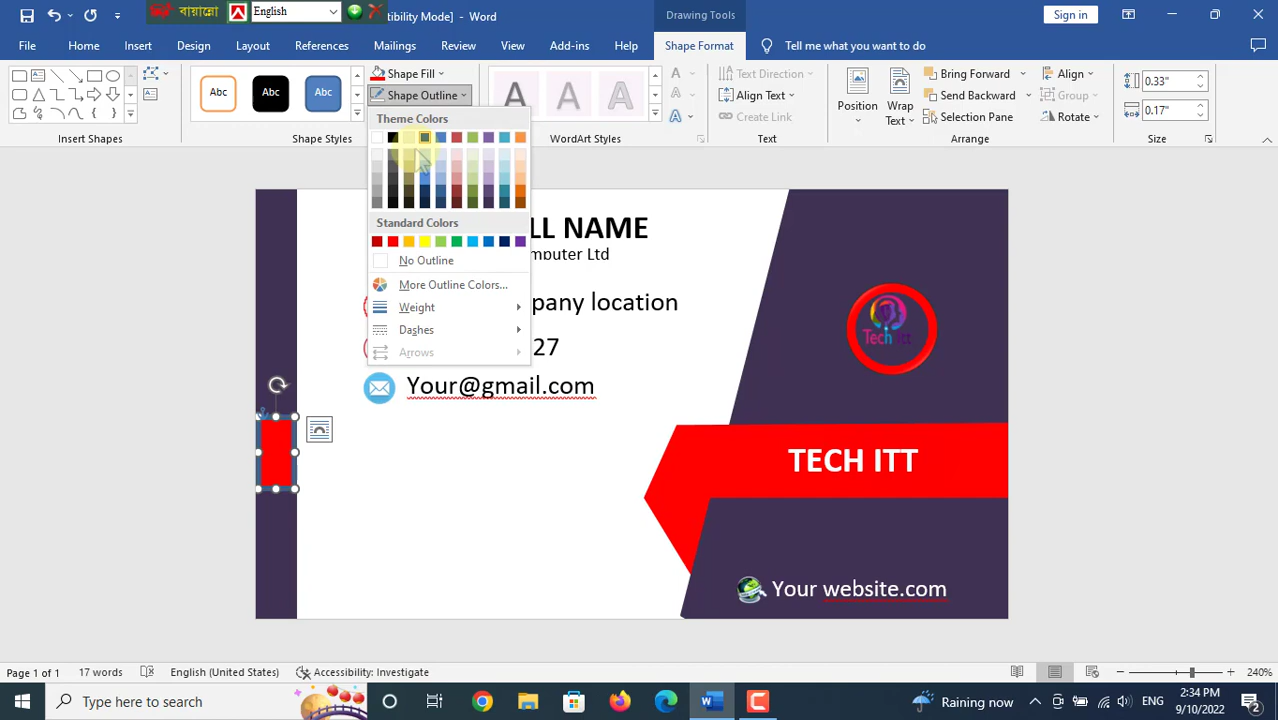 বায়ান্নো
English
tibility Mode] - Word
Drawing Tools
Sign in
File
Home
Insert
Design
Layout
References
Mailings
Review
View
Add-ins
Help
Shape Format
Tell me what you want to do
Abc
Abc
Abc
Shape Fill
Shape Outline
A
A
A
A
A
A
Text Direction
Align Text
Create Link
Position
Wrap
Text
Bring Forward
Send Backward
Selection Pane
Align
Group
Rotate
0.33"
0.17"
Insert Shapes
Shape Styles
WordArt Styles
Text
Arrange
Size
Theme Colors
Standard Colors
No Outline
More Outline Colors...
Weight
Dashes
Arrows
LL NAME
mputer Ltd
pany location
27
Your@gmail.com
Tech Itt
TECH ITT
Your website.com
Page 1 of 1
17 words
English (United States)
Accessibility: Investigate
240%
Type here to search
Raining now
ENG
2:34 PM
9/10/2022
2